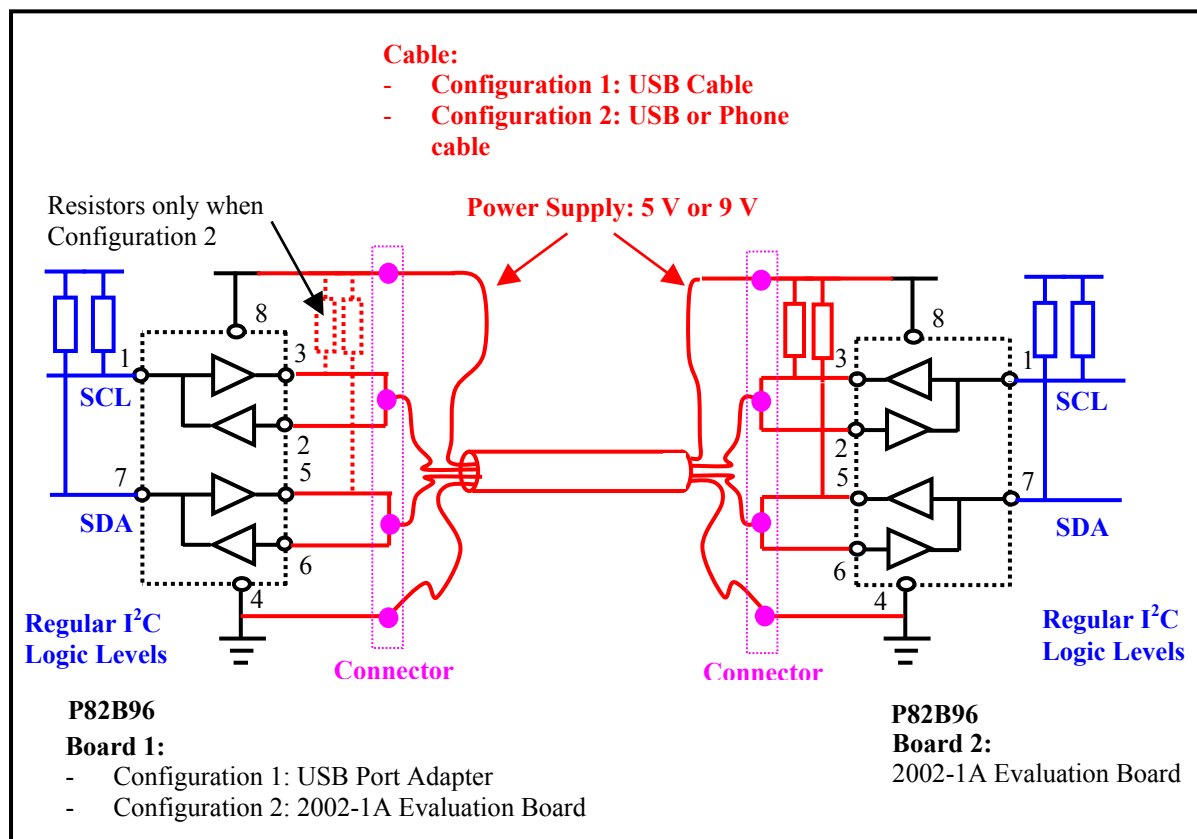 Cable:
- Configuration 1: USB Cable
- Configuration 2: USB or Phone
cable
Resistors only when
Configuration 2
Power Supply: 5 V or 9 V
8
8
1
3
3
1
SCL
SCL
2
2
7
5
5
7
SDA
SDA
6
6
4
4
Regular I²C
Logic Levels
Regular I²C
Logic Levels
Connector
Connector
P82B96
Board 1:
- Configuration 1: USB Port Adapter
- Configuration 2: 2002-1A Evaluation Board
P82B96
Board 2:
2002-1A Evaluation Board